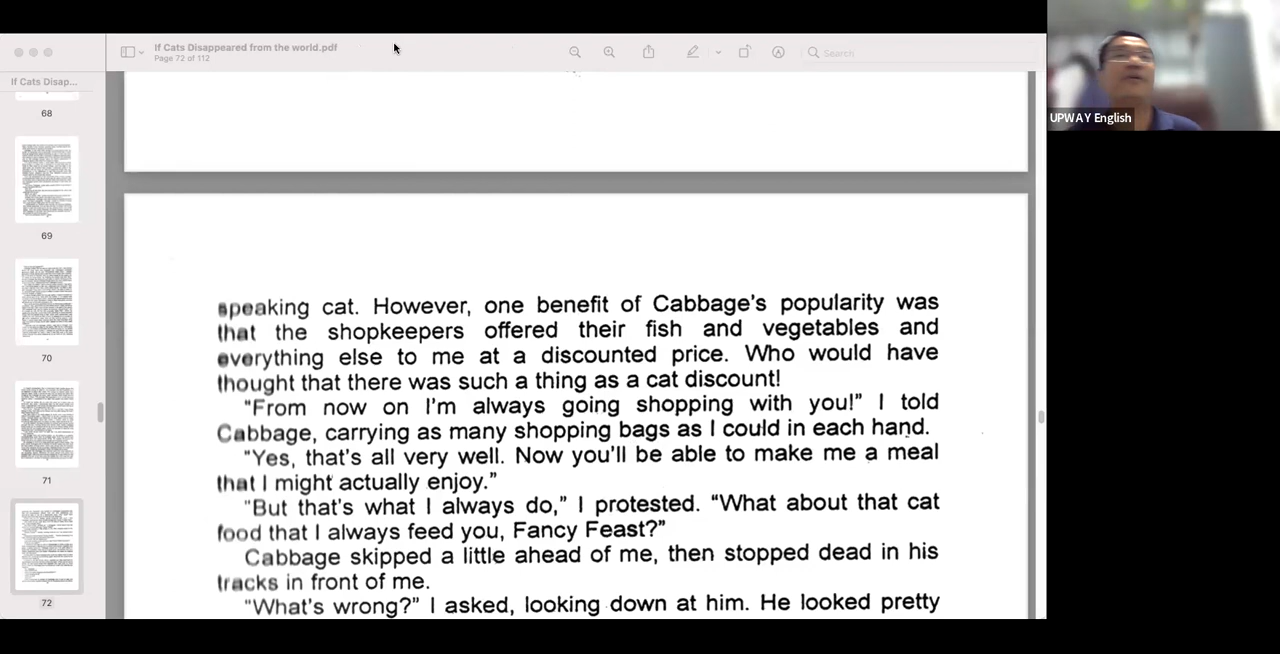 If Cats Disappeared from the world.pdf
Page 72 of 112
Search
If Cats Disap...
68
69
70
71
72
speaking cat. However, one benefit of Cabbage's popularity was
that the shopkeepers offered their fish and vegetables and
everything else to me at a discounted price. Who would have
thought that there was such a thing as a cat discount!
"From now on I'm always going shopping with you!" I told
Cabbage, carrying as many shopping bags as I could in each hand.
"Yes, that's all very well. Now you'll be able to make me a meal
that I might actually enjoy."
"But that's what I always do," I protested. "What about that cat
food that I always feed you, Fancy Feast?"
Cabbage skipped a little ahead of me, then stopped dead in his
tracks in front of me.
"What's wrong?" I asked, looking down at him. He looked pretty
UPWAY English